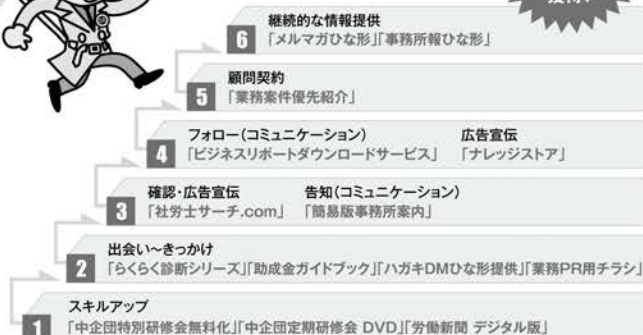 獲得!
6
継続的な情報提供
「メルマガひな形」「事務所報ひな形」
5
顧問契約
「業務案件優先紹介」
4
フォロー(コミュニケーション) 広告宣伝
「ビジネスリポートダウンロードサービス」 「ナレッジストア」
3
確認・広告宣伝 告知(コミュニケーション)
「社労士サーチ.com」 「簡易版事務所案内」
2
出会い~きっかけ
「らくらく診断シリーズ」「助成金ガイドブック」「ハガキDMひな形提供」「業務PR用チラシ」
1
スキルアップ
「中企団特別研修会無料化」「中企団定期研修会 DVD」「労働新聞 デジタル版」